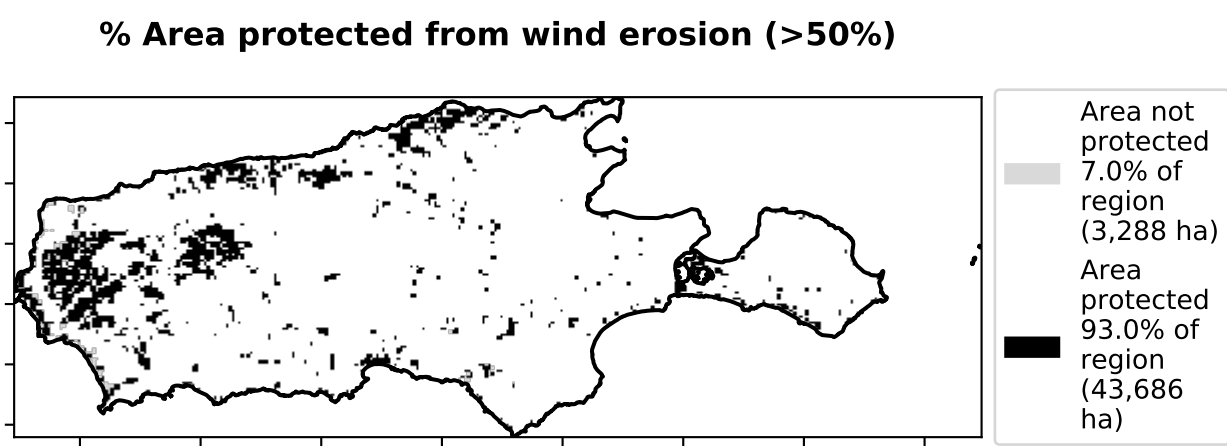 % Area protected from wind erosion (>50%)
Area not
protected
7.0% of
region
(3,288 ha)
Area
protected
93.0% of
region
(43,686
ha)